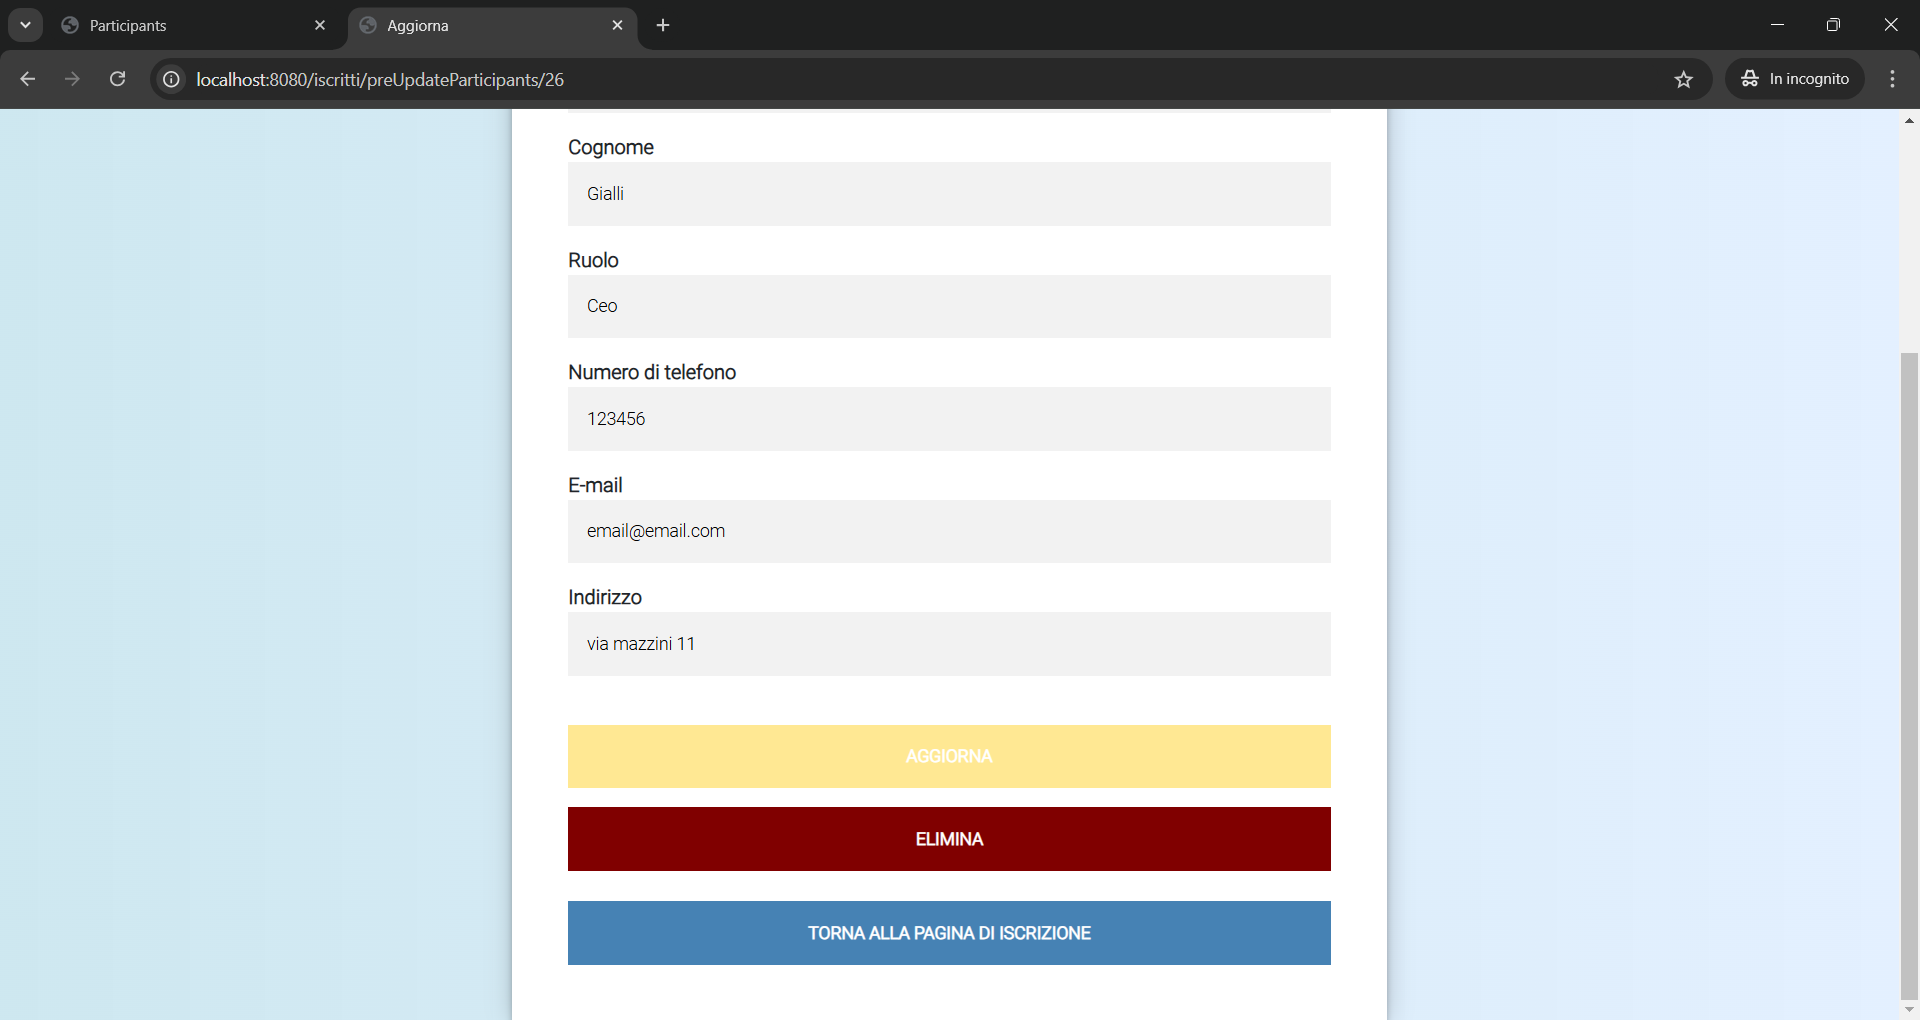 Participants
Aggiorna
localhost:8080/iscritti/preUpdateParticipants/26
In incognito
Cognome
Gialli
Ruolo
Ceo
Numero di telefono
123456
E-mail
email@email.com
Indirizzo
via mazzini 11
AGGIORNA
ELIMINA
TORNA ALLA PAGINA DI ISCRIZIONE